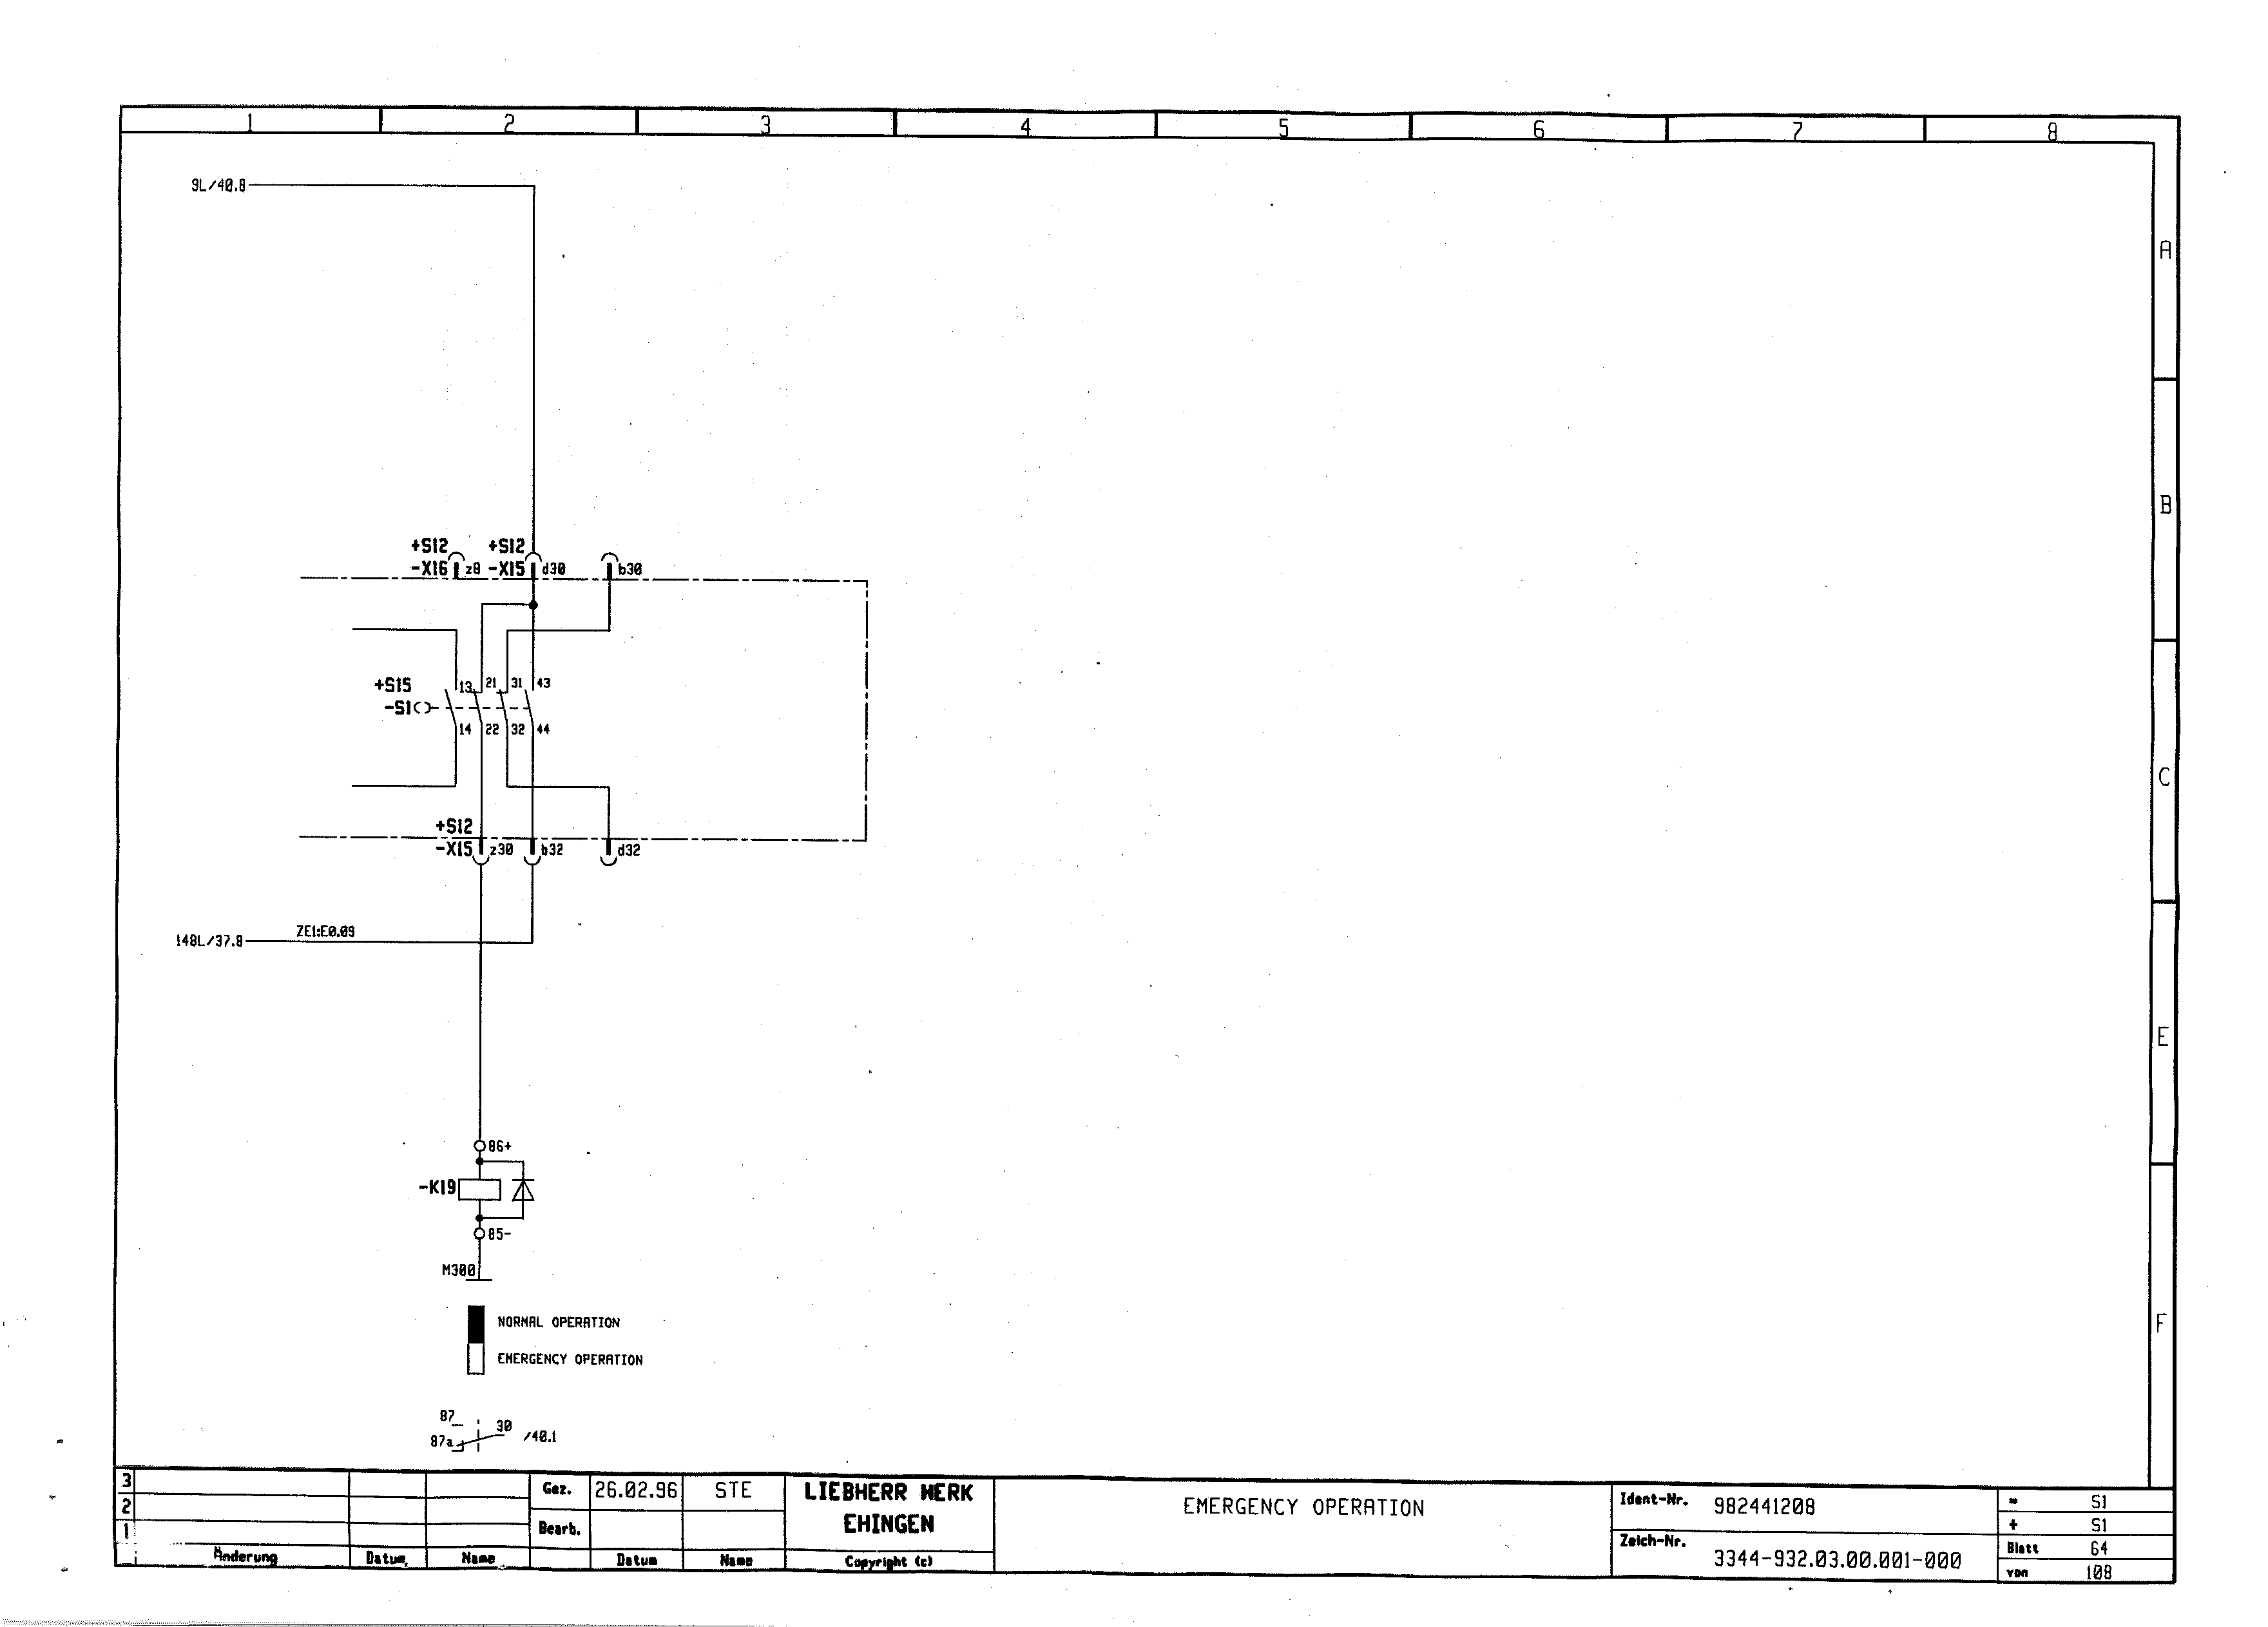 1 2 3 4 5 6 7 8
9L/40.8
A
B
+S12 +S12
-X16 z8 -X15 d30 b30
+S15 13 21 31 43
-S1
14 22 32 44
C
+S12
-X15 z30 b32 d32
148L/37.8 ZE1:E0.09
E
86+
-K19
85-
M300
NORMAL OPERATION
F
EMERGENCY OPERATION
87 30
87a /40.1
3 Gez. 26.02.96 STE LIEBHERR WERK EMERGENCY OPERATION Ident-Nr. 982441208 = S1
2 EHINGEN + S1
1 Bearb. Zeich-Nr. 3344-932.03.00.001-000 Blatt 64
Änderung Datum Name Datum Name Copyright (c) von 108